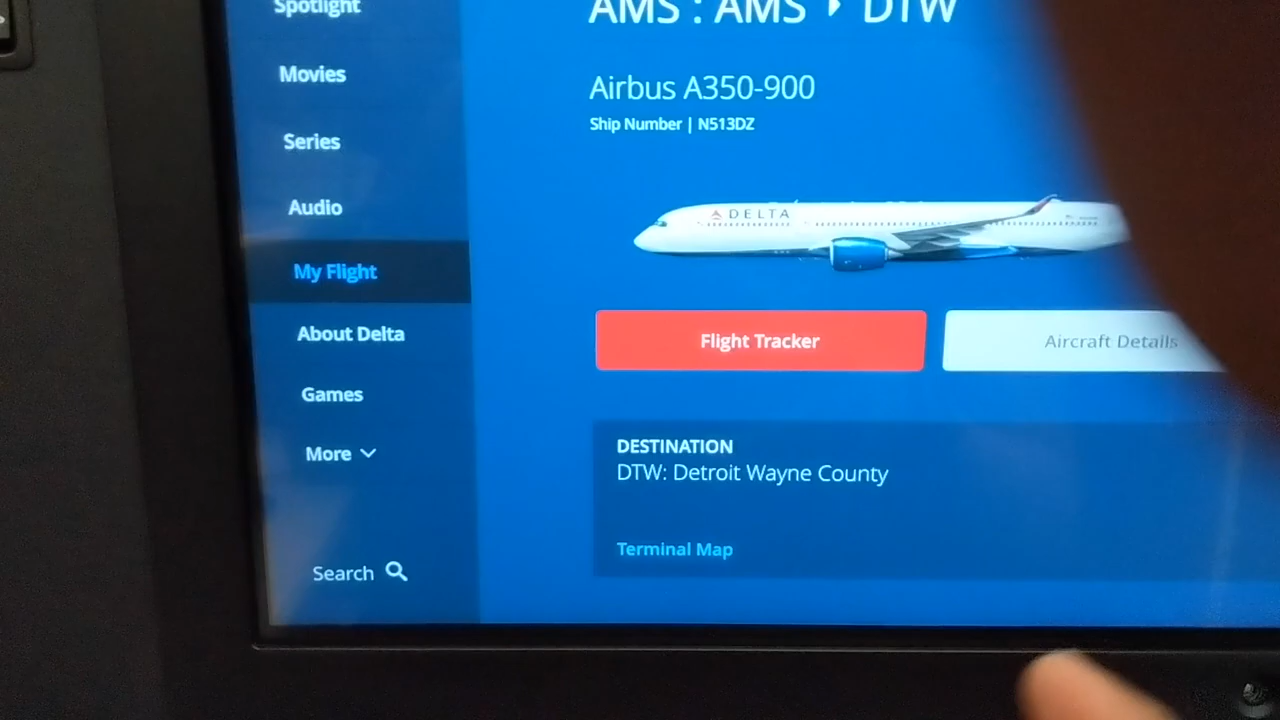 Spotlight
Movies
Series
Audio
My Flight
About Delta
Games
More
Search
AMS : AMS ▸ DTW
Airbus A350-900
Ship Number | N513DZ
DELTA
Flight Tracker
Aircraft Details
DESTINATION
DTW: Detroit Wayne County
Terminal Map